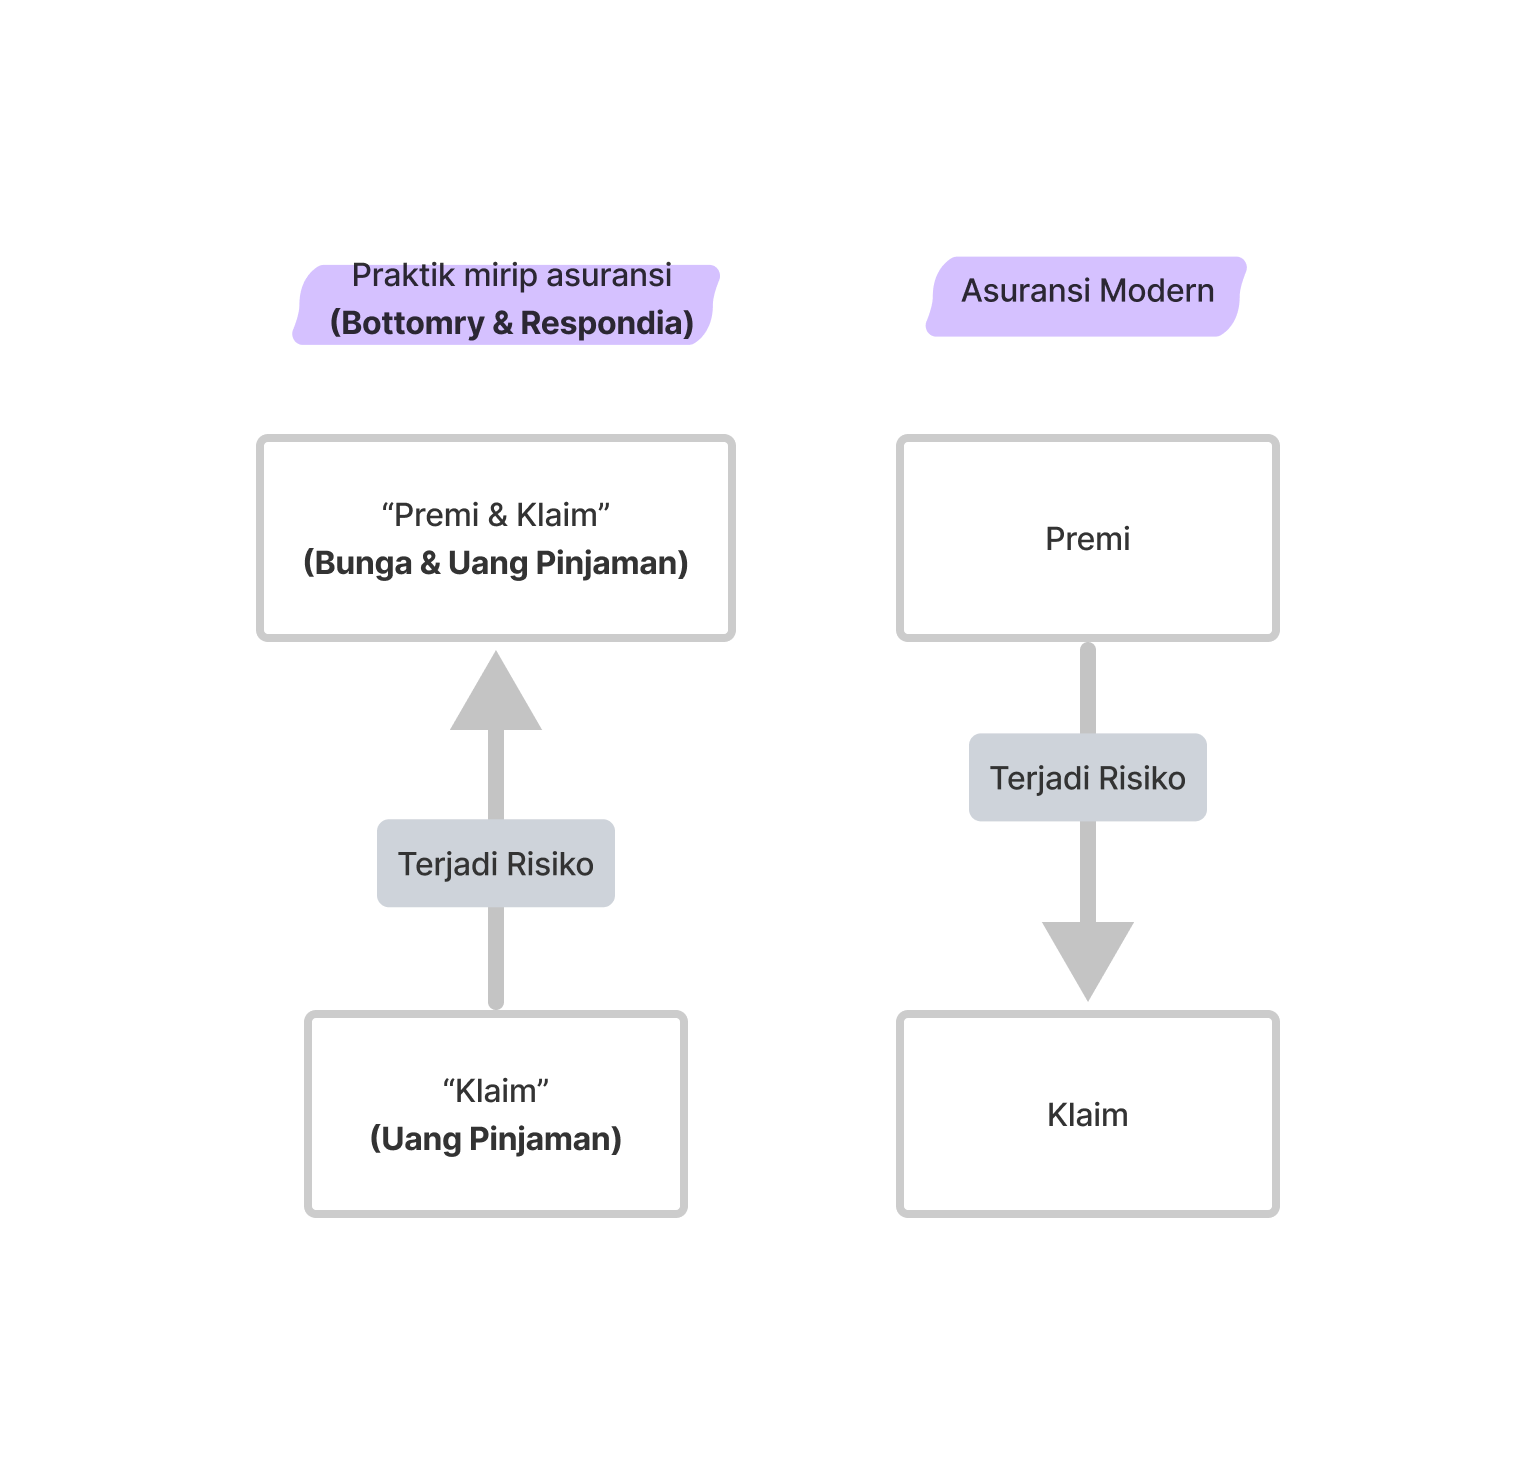 Praktik mirip asuransi
(Bottomry & Respondia)
Asuransi Modern
“Premi & Klaim”
(Bunga & Uang Pinjaman)
Premi
Terjadi Risiko
Terjadi Risiko
“Klaim”
(Uang Pinjaman)
Klaim